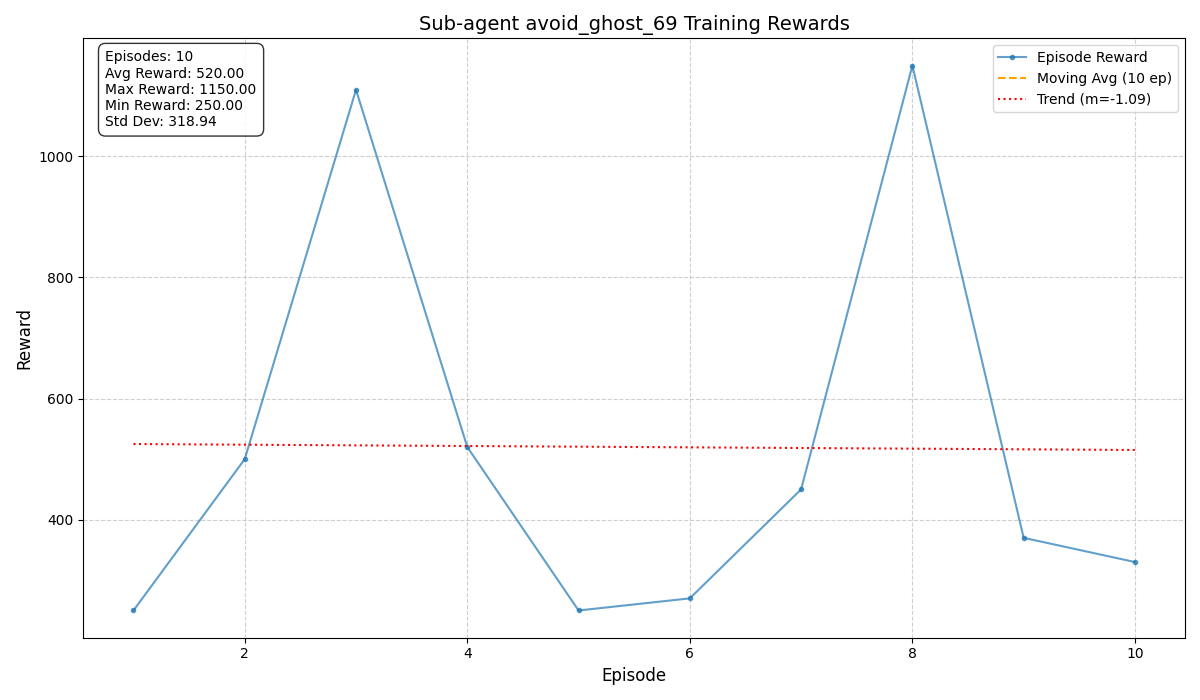 Sub-agent avoid_ghost_69 Training Rewards
Episodes: 10
Avg Reward: 520.00
Max Reward: 1150.00
Min Reward: 250.00
Std Dev: 318.94
Episode Reward
Moving Avg (10 ep)
Trend (m=-1.09)
Reward
1000
800
600
400
2
4
6
8
10
Episode